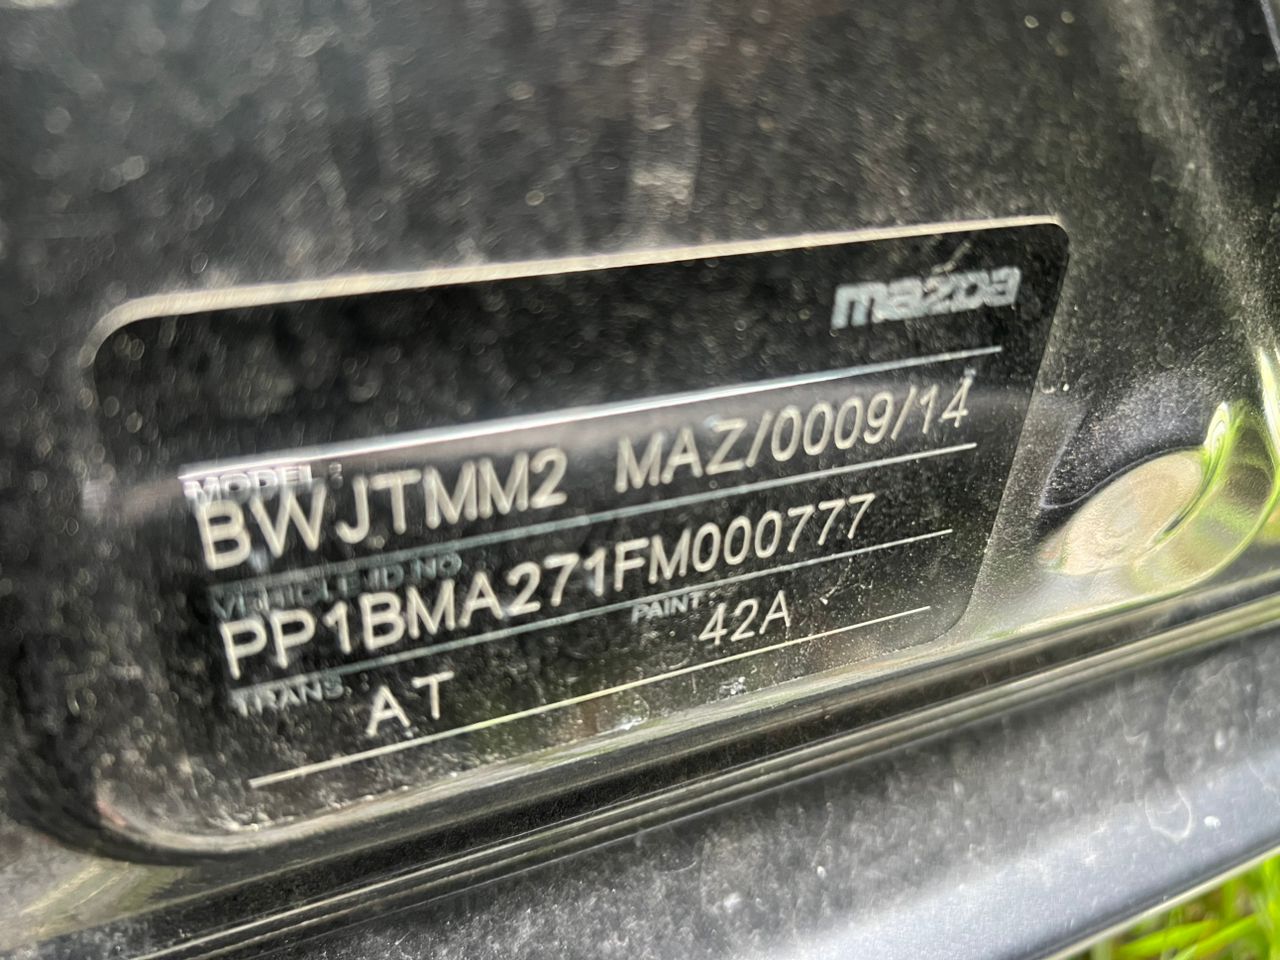 mazda
MODEL :
BWJTMM2 MAZ/0009/14
VEHICLE ID NO :
PP1BMA271FM000777
TRANS. : AT PAINT : 42A